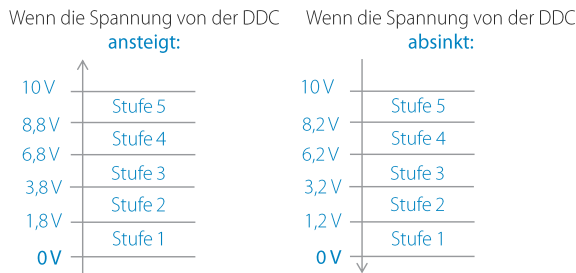 Wenn die Spannung von der DDC
ansteigt:
10 V
Stufe 5
8,8 V
Stufe 4
6,8 V
Stufe 3
3,8 V
Stufe 2
1,8 V
Stufe 1
0 V
Wenn die Spannung von der DDC
absinkt:
10 V
Stufe 5
8,2 V
Stufe 4
6,2 V
Stufe 3
3,2 V
Stufe 2
1,2 V
Stufe 1
0 V